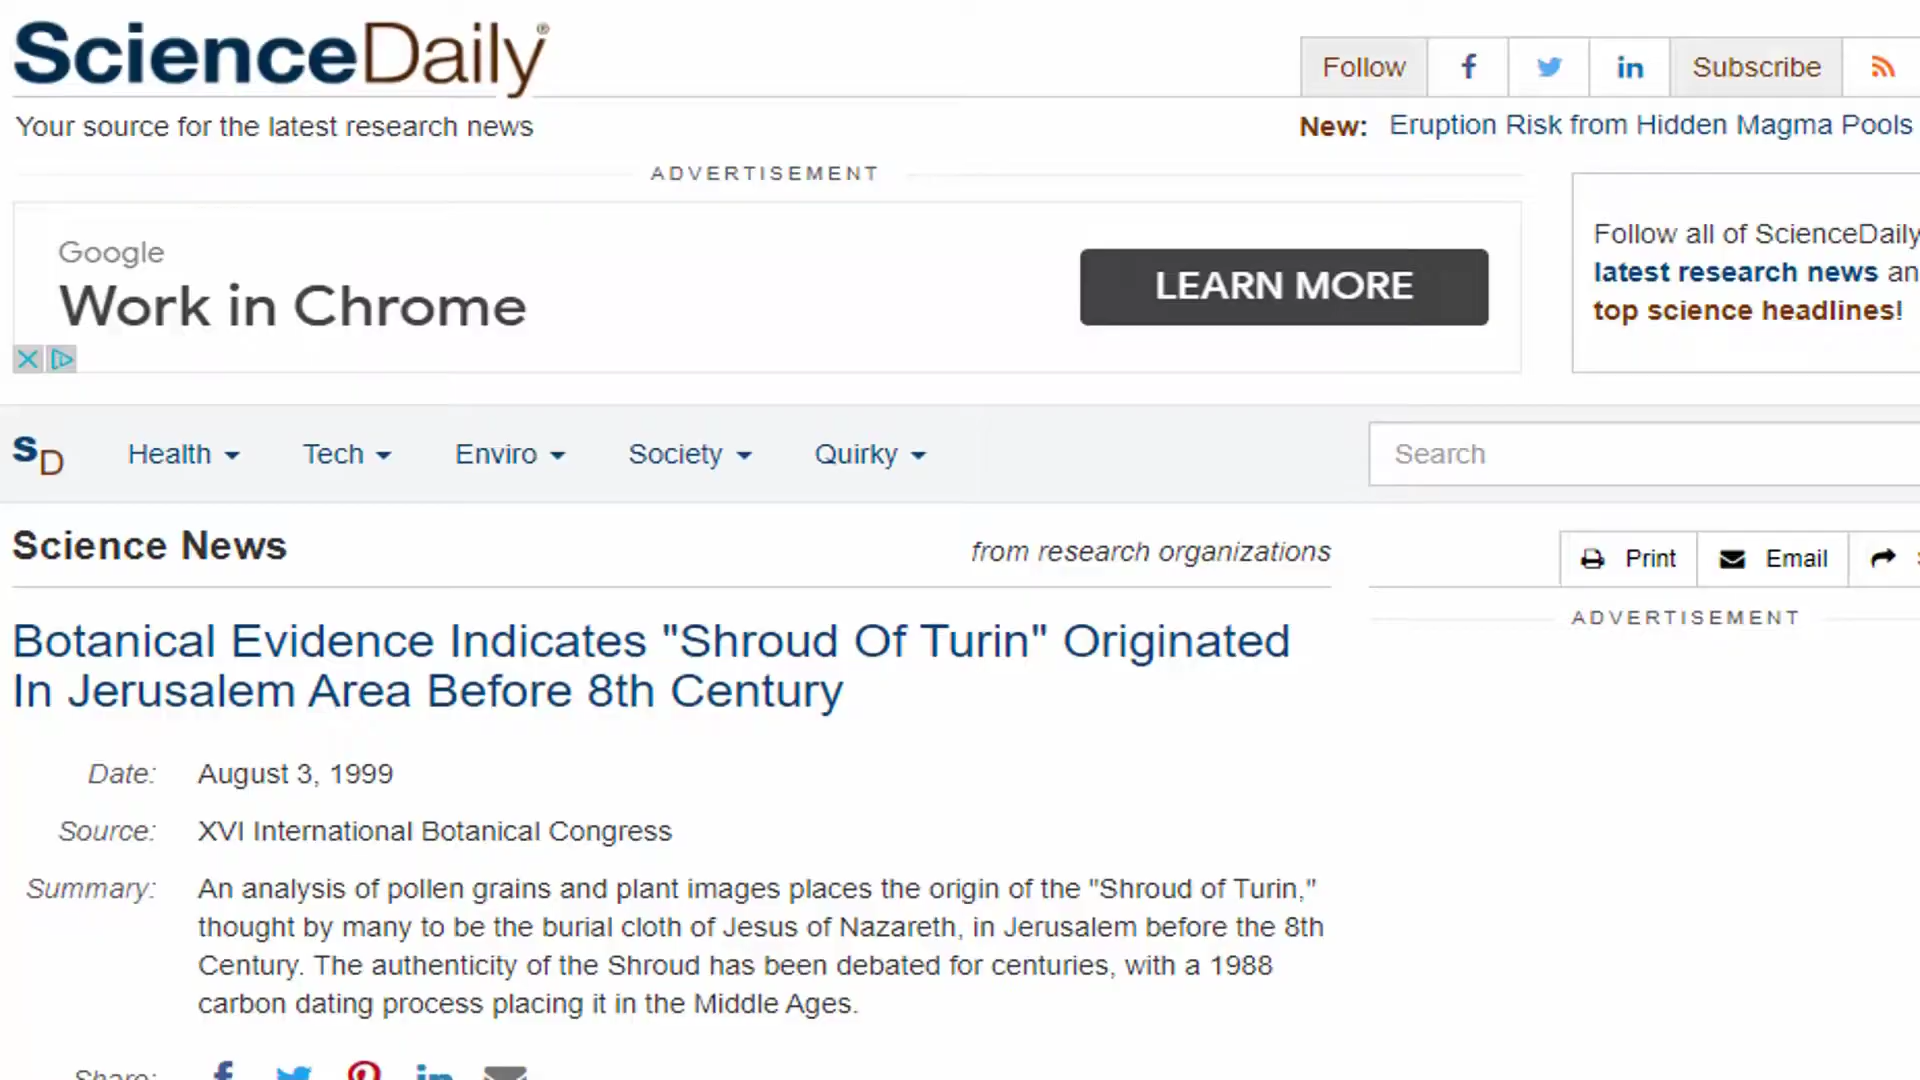 ScienceDaily®
Your source for the latest research news
Follow
Subscribe
New: Eruption Risk from Hidden Magma Pools
ADVERTISEMENT
Google
Work in Chrome
LEARN MORE
Follow all of ScienceDaily
latest research news an
top science headlines!
SD Health Tech Enviro Society Quirky Search
Science News from research organizations
Print Email
ADVERTISEMENT
Botanical Evidence Indicates "Shroud Of Turin" Originated
In Jerusalem Area Before 8th Century
Date: August 3, 1999
Source: XVI International Botanical Congress
Summary: An analysis of pollen grains and plant images places the origin of the "Shroud of Turin,"
thought by many to be the burial cloth of Jesus of Nazareth, in Jerusalem before the 8th
Century. The authenticity of the Shroud has been debated for centuries, with a 1988
carbon dating process placing it in the Middle Ages.
Share: